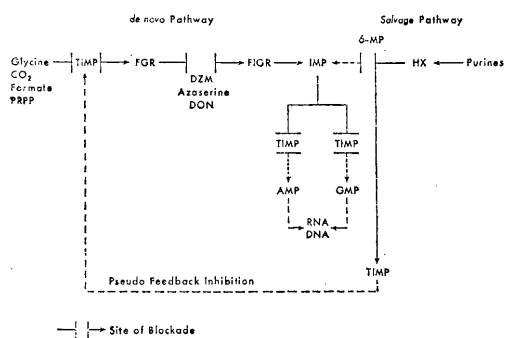 de novo Pathway
Salvage Pathway
6-MP
Glycine
CO2
Formate
PRPP
TIMP
FGR
DZM
Azaserine
DON
FIGR
IMP
HX
Purines
TIMP
TIMP
AMP
GMP
RNA
DNA
TIMP
Pseudo Feedback Inhibition
Site of Blockade